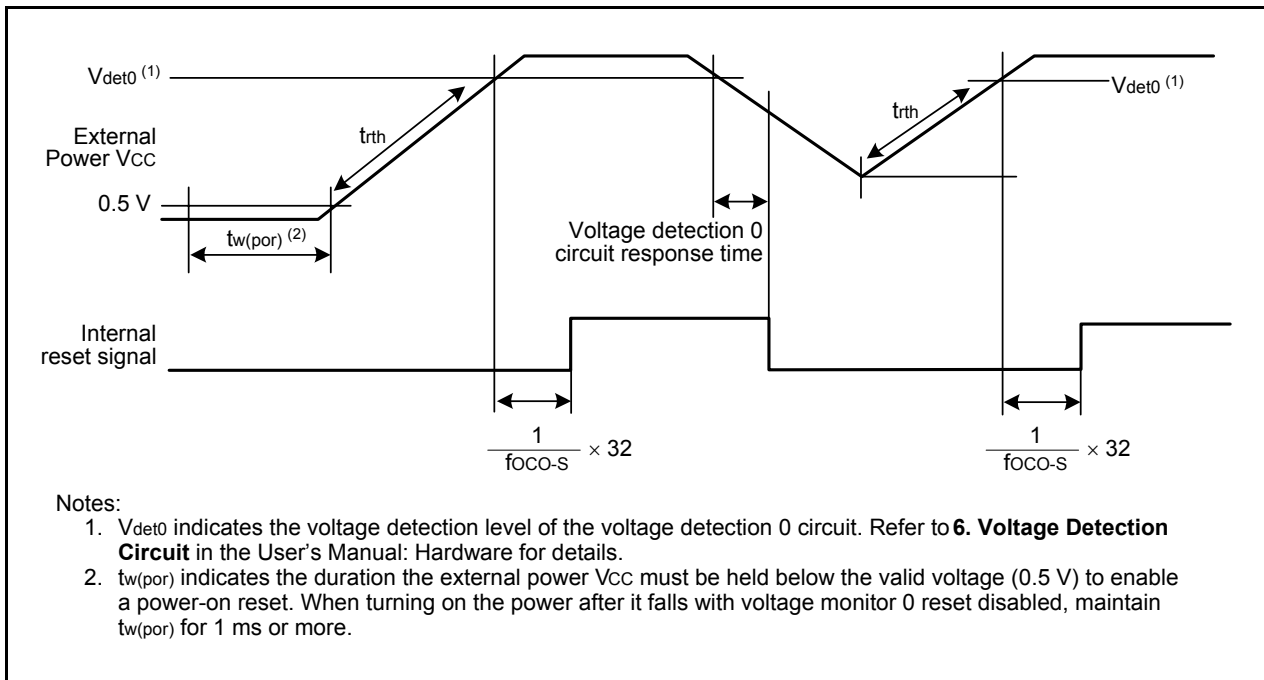 Vdet0 (1)
Vdet0 (1)
trth
trth
External
Power VCC
0.5 V
tw(por) (2)
Voltage detection 0
circuit response time
Internal
reset signal
1
fOCO-S × 32
1
fOCO-S × 32
Notes:
1. Vdet0 indicates the voltage detection level of the voltage detection 0 circuit. Refer to 6. Voltage Detection
Circuit in the User's Manual: Hardware for details.
2. tw(por) indicates the duration the external power VCC must be held below the valid voltage (0.5 V) to enable
a power-on reset. When turning on the power after it falls with voltage monitor 0 reset disabled, maintain
tw(por) for 1 ms or more.